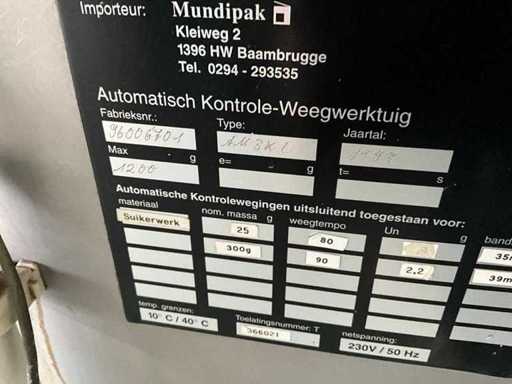 Importeur: Mundipak
Kleiweg 2
1396 HW Baambrugge
Tel. 0294 - 293535
Automatisch Kontrole-Weegwerktuig
Fabrieksnr.: Type: Jaartal:
96006701
Max g e= g t= s
1200
Automatische Kontrolewegingen uitsluitend toegestaan voor:
materiaal nom. massa g weegtempo Un g band
Suikerwerk 25 80 35
300g 90 2.2 39m
temp. grenzen: Toelatingsnummer: T netspanning:
10°C / 40°C 366021 230V / 50 Hz